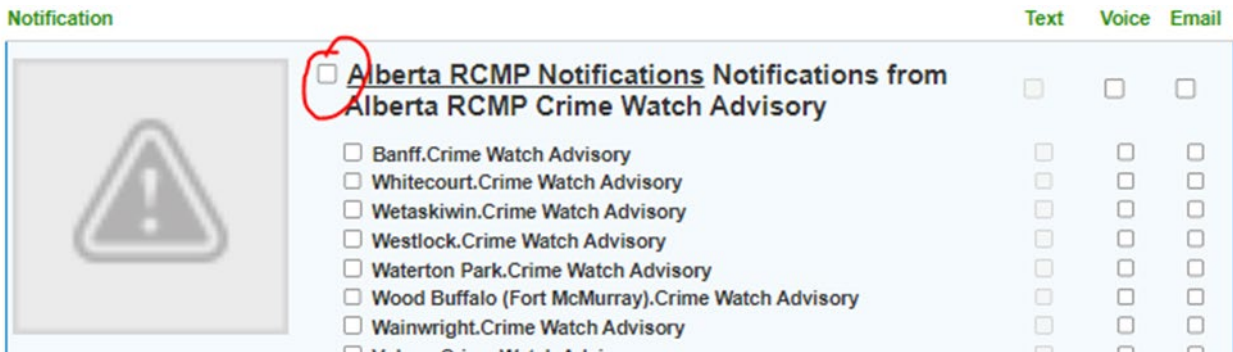 Notification Text Voice Email
Alberta RCMP Notifications Notifications from
Alberta RCMP Crime Watch Advisory
Banff.Crime Watch Advisory
Whitecourt.Crime Watch Advisory
Wetaskiwin.Crime Watch Advisory
Westlock.Crime Watch Advisory
Waterton Park.Crime Watch Advisory
Wood Buffalo (Fort McMurray).Crime Watch Advisory
Wainwright.Crime Watch Advisory